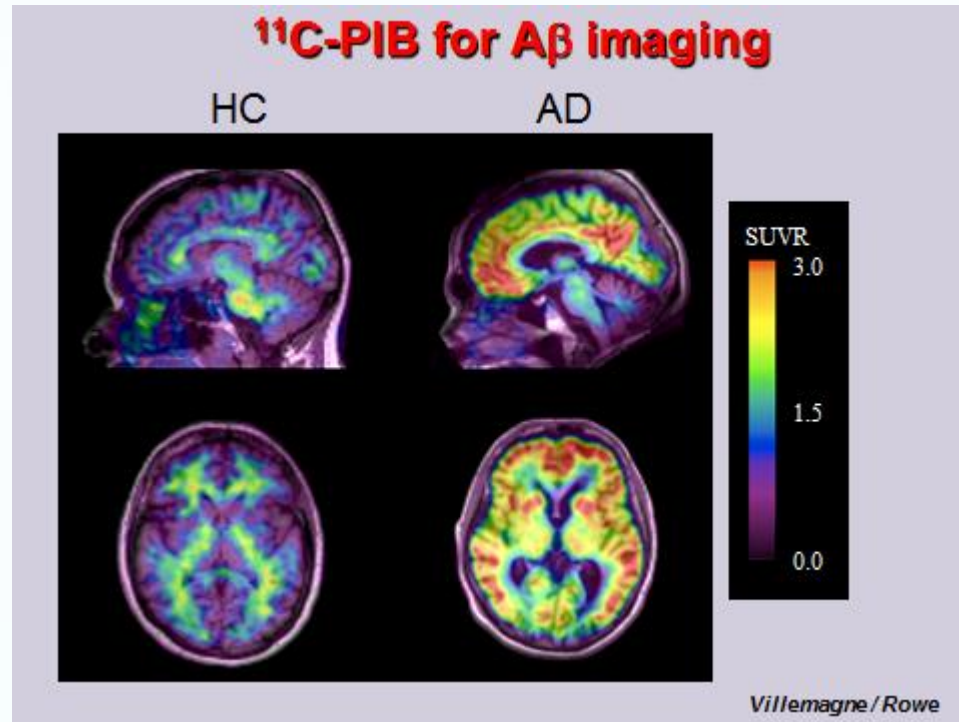 ¹¹C-PIB for Aβ imaging
HC AD
SUVR
3.0
1.5
0.0
Villemagne / Rowe